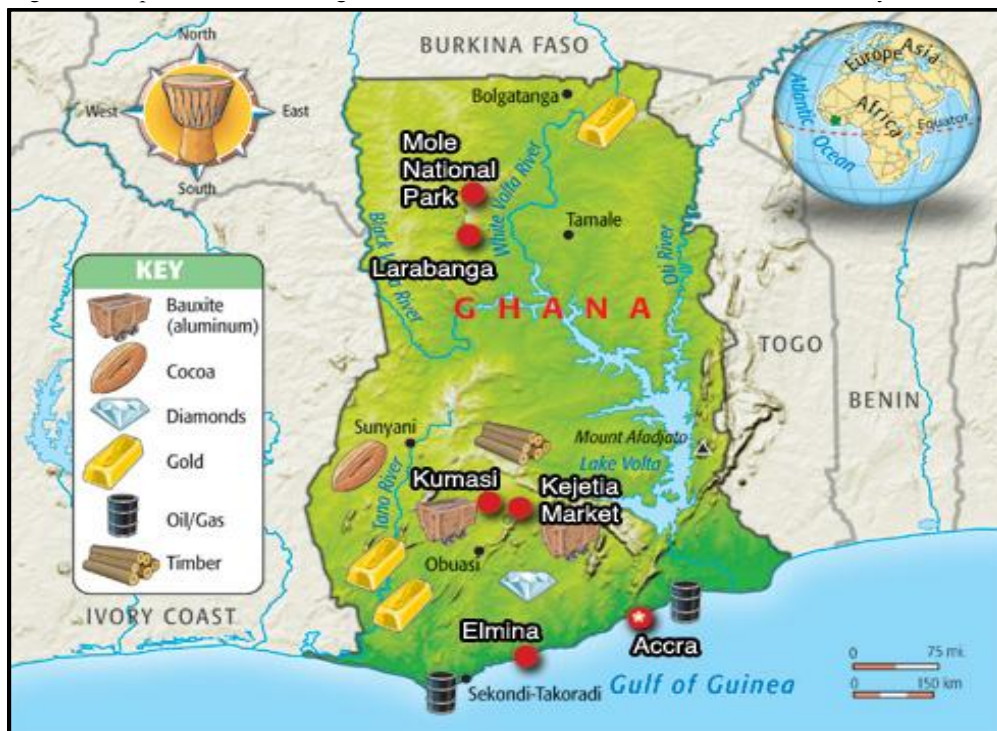 North
West
East
South
BURKINA FASO
Bolgatanga
Europe
Asia
Africa
Atlantic
Ocean
Equator
Mole
National
Park
White Volta River
Tamale
Black Volta River
Larabanga
Oti River
GHANA
KEY
Bauxite
(aluminum)
Cocoa
Diamonds
Gold
Oil/Gas
Timber
TOGO
BENIN
Sunyani
Mount Afadjato
Lake Volta
Tano River
Kumasi
Kejetia
Market
Obuasi
IVORY COAST
Elmina
Accra
Sekondi-Takoradi
Gulf of Guinea
0 75 mi.
0 150 km